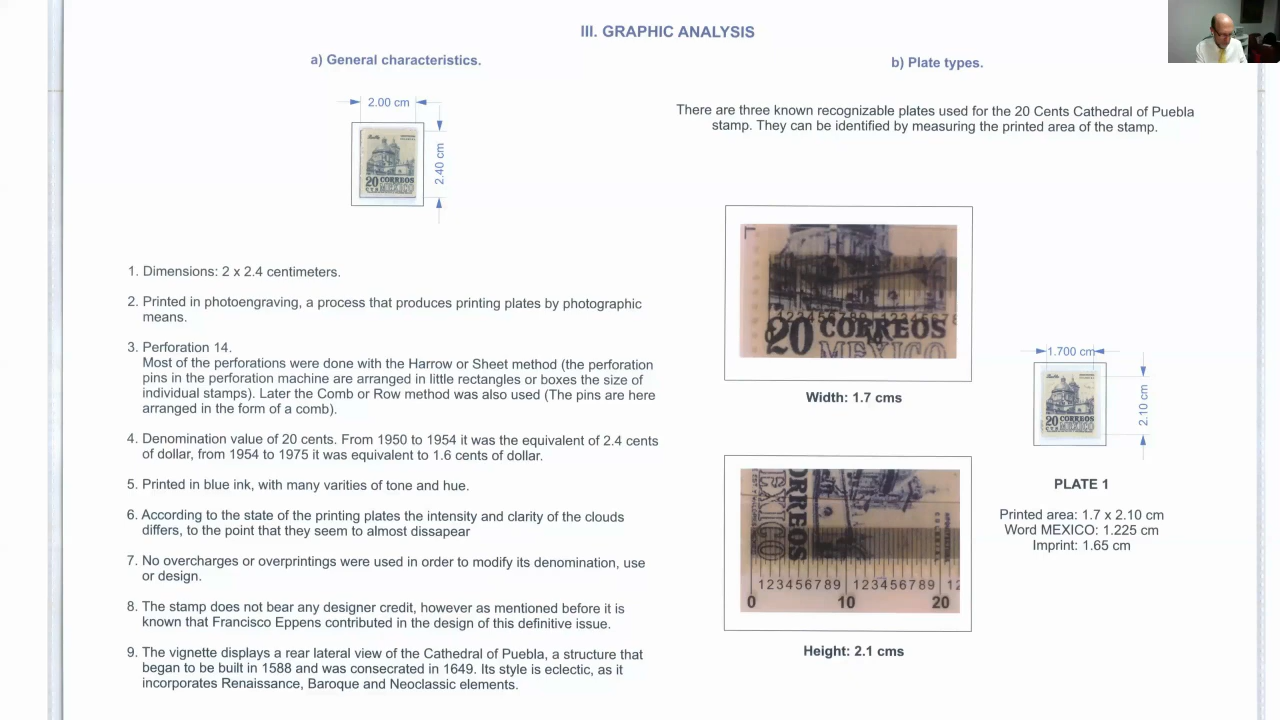 III. GRAPHIC ANALYSIS
a) General characteristics.
2.00 cm
2.40 cm
20 CORREOS
CTS MEXICO
1. Dimensions: 2 x 2.4 centimeters.
2. Printed in photoengraving, a process that produces printing plates by photographic
means.
3. Perforation 14.
Most of the perforations were done with the Harrow or Sheet method (the perforation
pins in the perforation machine are arranged in little rectangles or boxes the size of
individual stamps). Later the Comb or Row method was also used (The pins are here
arranged in the form of a comb).
4. Denomination value of 20 cents. From 1950 to 1954 it was the equivalent of 2.4 cents
of dollar, from 1954 to 1975 it was equivalent to 1.6 cents of dollar.
5. Printed in blue ink, with many varities of tone and hue.
6. According to the state of the printing plates the intensity and clarity of the clouds
differs, to the point that they seem to almost dissapear
7. No overcharges or overprintings were used in order to modify its denomination, use
or design.
8. The stamp does not bear any designer credit, however as mentioned before it is
known that Francisco Eppens contributed in the design of this definitive issue.
9. The vignette displays a rear lateral view of the Cathedral of Puebla, a structure that
began to be built in 1588 and was consecrated in 1649. Its style is eclectic, as it
incorporates Renaissance, Baroque and Neoclassic elements.
b) Plate types.
There are three known recognizable plates used for the 20 Cents Cathedral of Puebla
stamp. They can be identified by measuring the printed area of the stamp.
20 CORREOS
MEXICO
Width: 1.7 cms
EXICO
ORREOS
123456789 123456789 12
0 10 20
Height: 2.1 cms
1.700 cm
2.10 cm
20 CORREOS
CTS MEXICO
PLATE 1
Printed area: 1.7 x 2.10 cm
Word MEXICO: 1.225 cm
Imprint: 1.65 cm